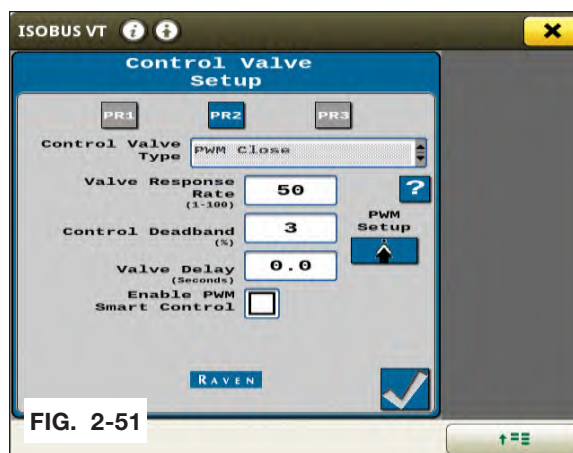 ISOBUS VT
Control Valve
Setup
PR1 PR2 PR3
Control Valve
Type
PWM Close
Valve Response
Rate
(1-100)
50
?
Control Deadband
(%)
3
PWM
Setup
Valve Delay
(Seconds)
0.0
Enable PWM
Smart Control
RAVEN
FIG. 2-51